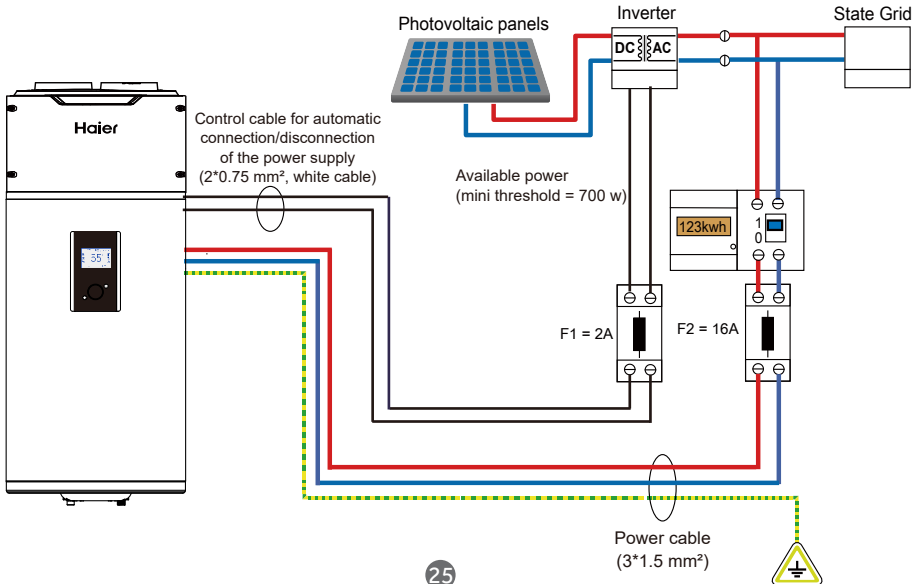 Photovoltaic panels
Inverter
State Grid
DC
AC
Haier
Control cable for automatic
connection/disconnection
of the power supply
(2*0.75 mm², white cable)
Available power
(mini threshold = 700 w)
123kwh
1
0
F1 = 2A
F2 = 16A
Power cable
(3*1.5 mm²)
25